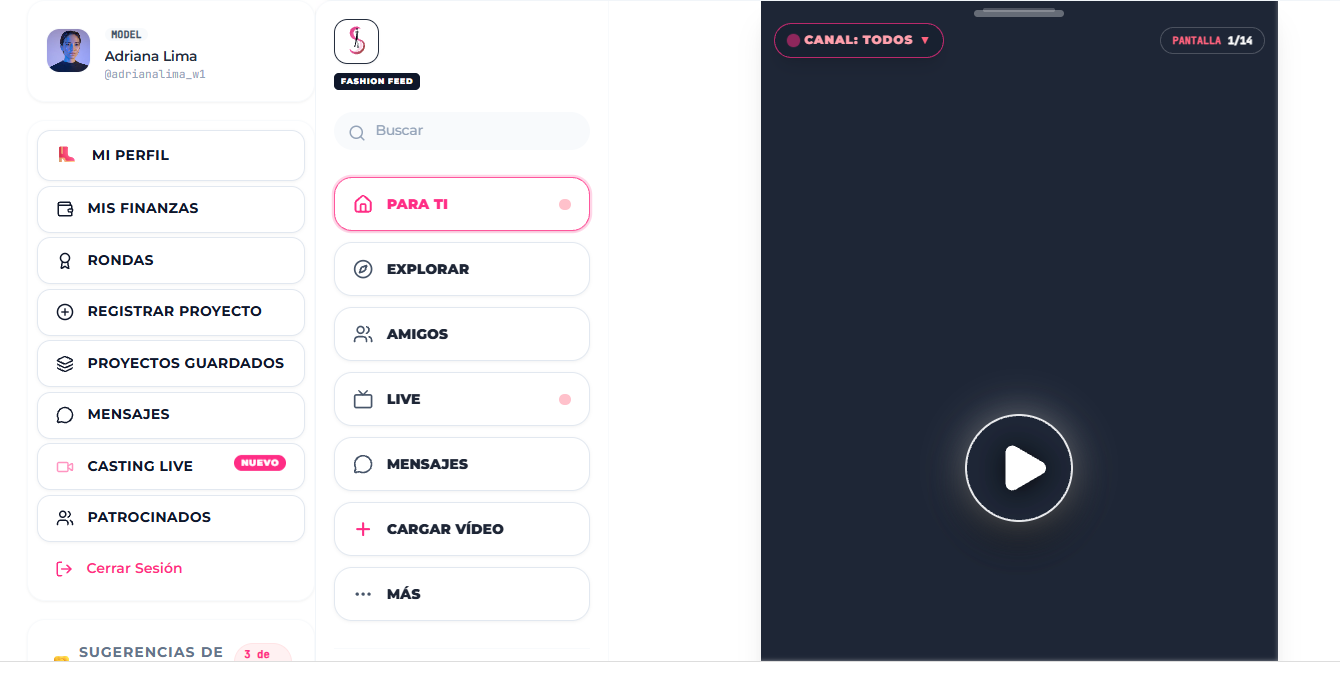 MODEL
Adriana Lima
@adrianalima_w1
MI PERFIL
MIS FINANZAS
RONDAS
REGISTRAR PROYECTO
PROYECTOS GUARDADOS
MENSAJES
CASTING LIVE
NUEVO
PATROCINADOS
Cerrar Sesión
SUGERENCIAS DE
3 de
FASHION FEED
Buscar
PARA TI
EXPLORAR
AMIGOS
LIVE
MENSAJES
CARGAR VÍDEO
MÁS
CANAL: TODOS ▼
PANTALLA 1/14